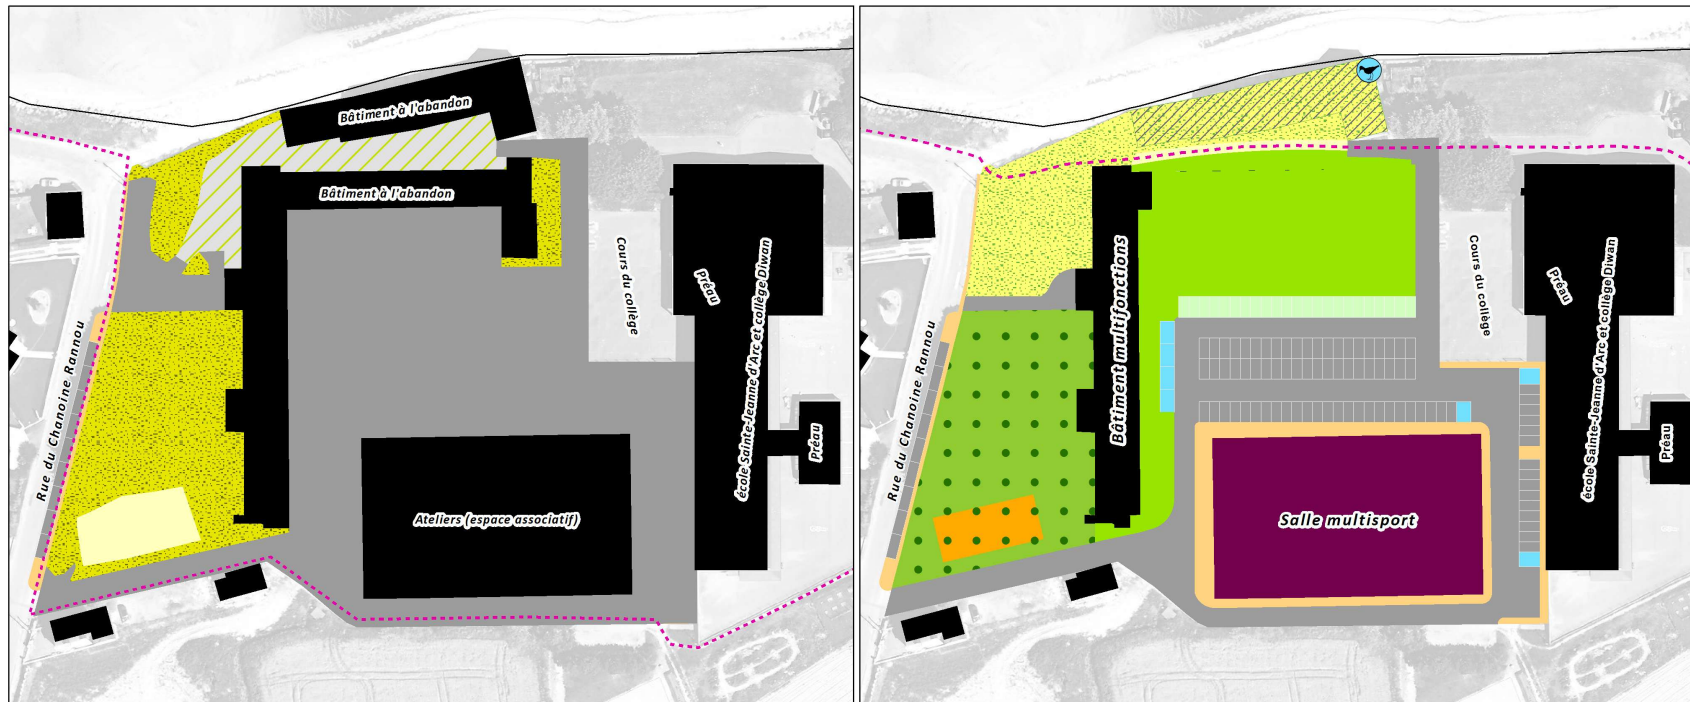 Bâtiment à l'abandon
Bâtiment à l'abandon
Cours du collège
Préau
école Sainte-Jeanne d'Arc et collège Diwan
Préau
Rue du Chanoine Rannou
Ateliers (espace associatif)
Bâtiment multifonctions
Cours du collège
Préau
école Sainte-Jeanne d'Arc et collège Diwan
Préau
Rue du Chanoine Rannou
Salle multisport